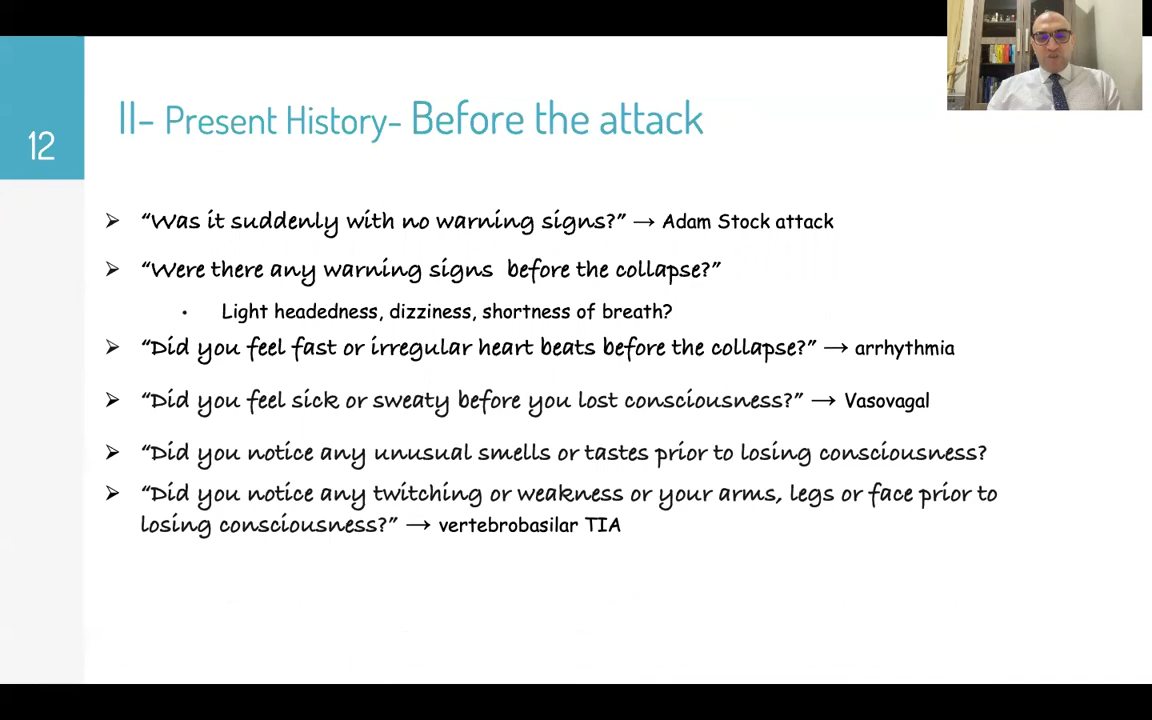 12
II- Present History- Before the attack
➢ “Was it suddenly with no warning signs?” → Adam Stock attack
➢ “Were there any warning signs before the collapse?”
• Light headedness, dizziness, shortness of breath?
➢ “Did you feel fast or irregular heart beats before the collapse?” → arrhythmia
➢ “Did you feel sick or sweaty before you lost consciousness?” → Vasovagal
➢ “Did you notice any unusual smells or tastes prior to losing consciousness?
➢ “Did you notice any twitching or weakness or your arms, legs or face prior to
losing consciousness?” → vertebrobasilar TIA